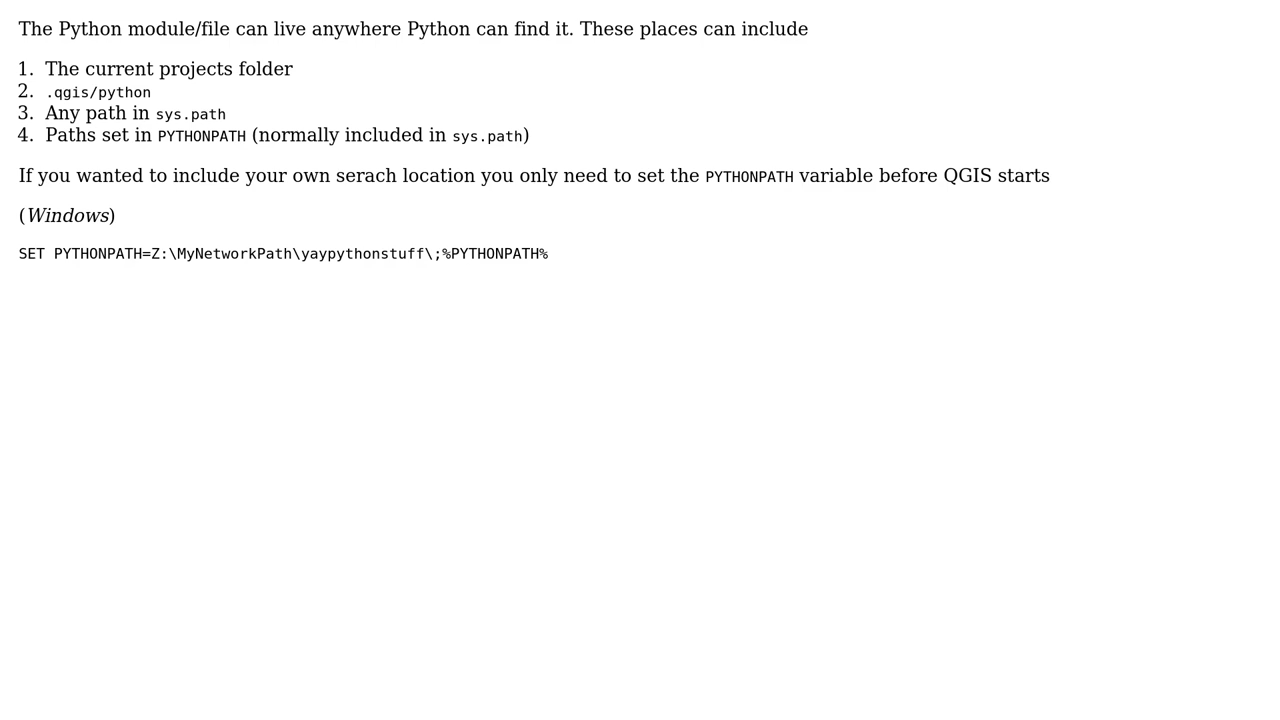 The Python module/file can live anywhere Python can find it. These places can include
1. The current projects folder
2. .qgis/python
3. Any path in sys.path
4. Paths set in PYTHONPATH (normally included in sys.path)
If you wanted to include your own serach location you only need to set the PYTHONPATH variable before QGIS starts
(Windows)
SET PYTHONPATH=Z:\MyNetworkPath\yaypythonstuff\;%PYTHONPATH%